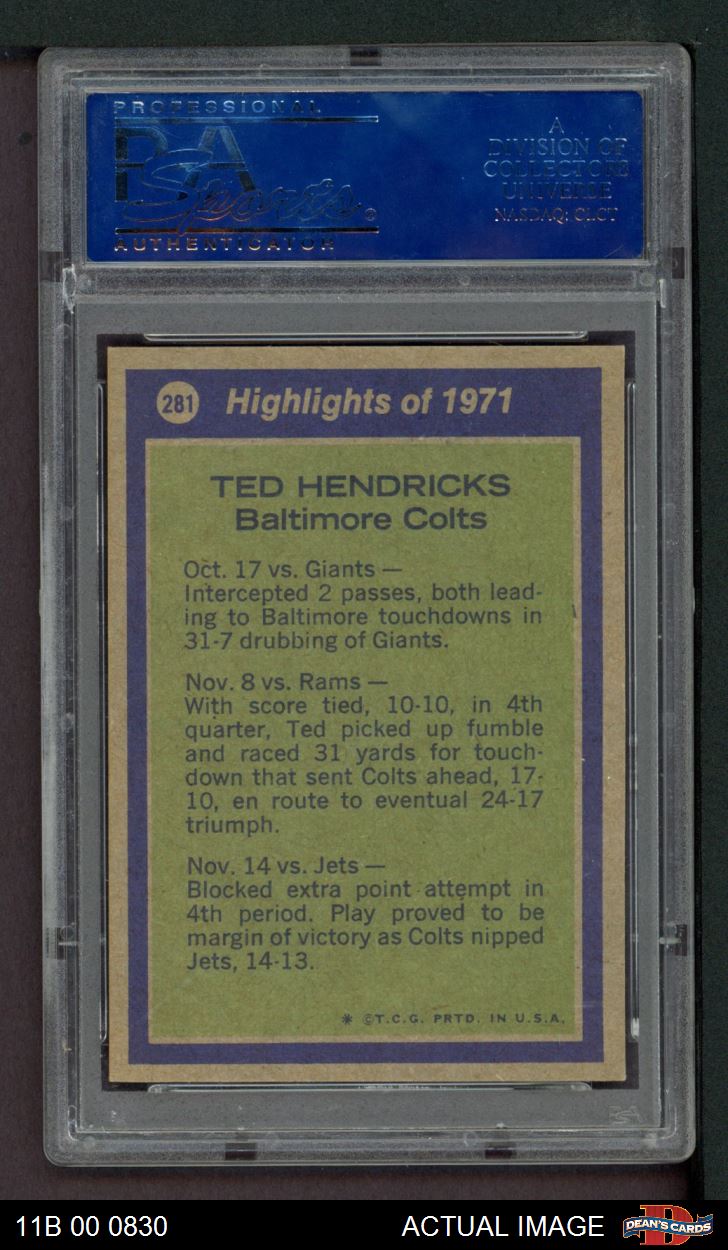 PROFESSIONAL
PSA
Sports
AUTHENTICATOR
A
DIVISION OF
COLLECTORS
UNIVERSE
NASDAQ: CLCT
281 Highlights of 1971
TED HENDRICKS
Baltimore Colts
Oct. 17 vs. Giants —
Intercepted 2 passes, both lead-
ing to Baltimore touchdowns in
31-7 drubbing of Giants.
Nov. 8 vs. Rams —
With score tied, 10-10, in 4th
quarter, Ted picked up fumble
and raced 31 yards for touch-
down that sent Colts ahead, 17-
10, en route to eventual 24-17
triumph.
Nov. 14 vs. Jets —
Blocked extra point attempt in
4th period. Play proved to be
margin of victory as Colts nipped
Jets, 14-13.
* ©T.C.G. PRTD. IN U.S.A.
11B 00 0830 ACTUAL IMAGE DEAN'S CARDS